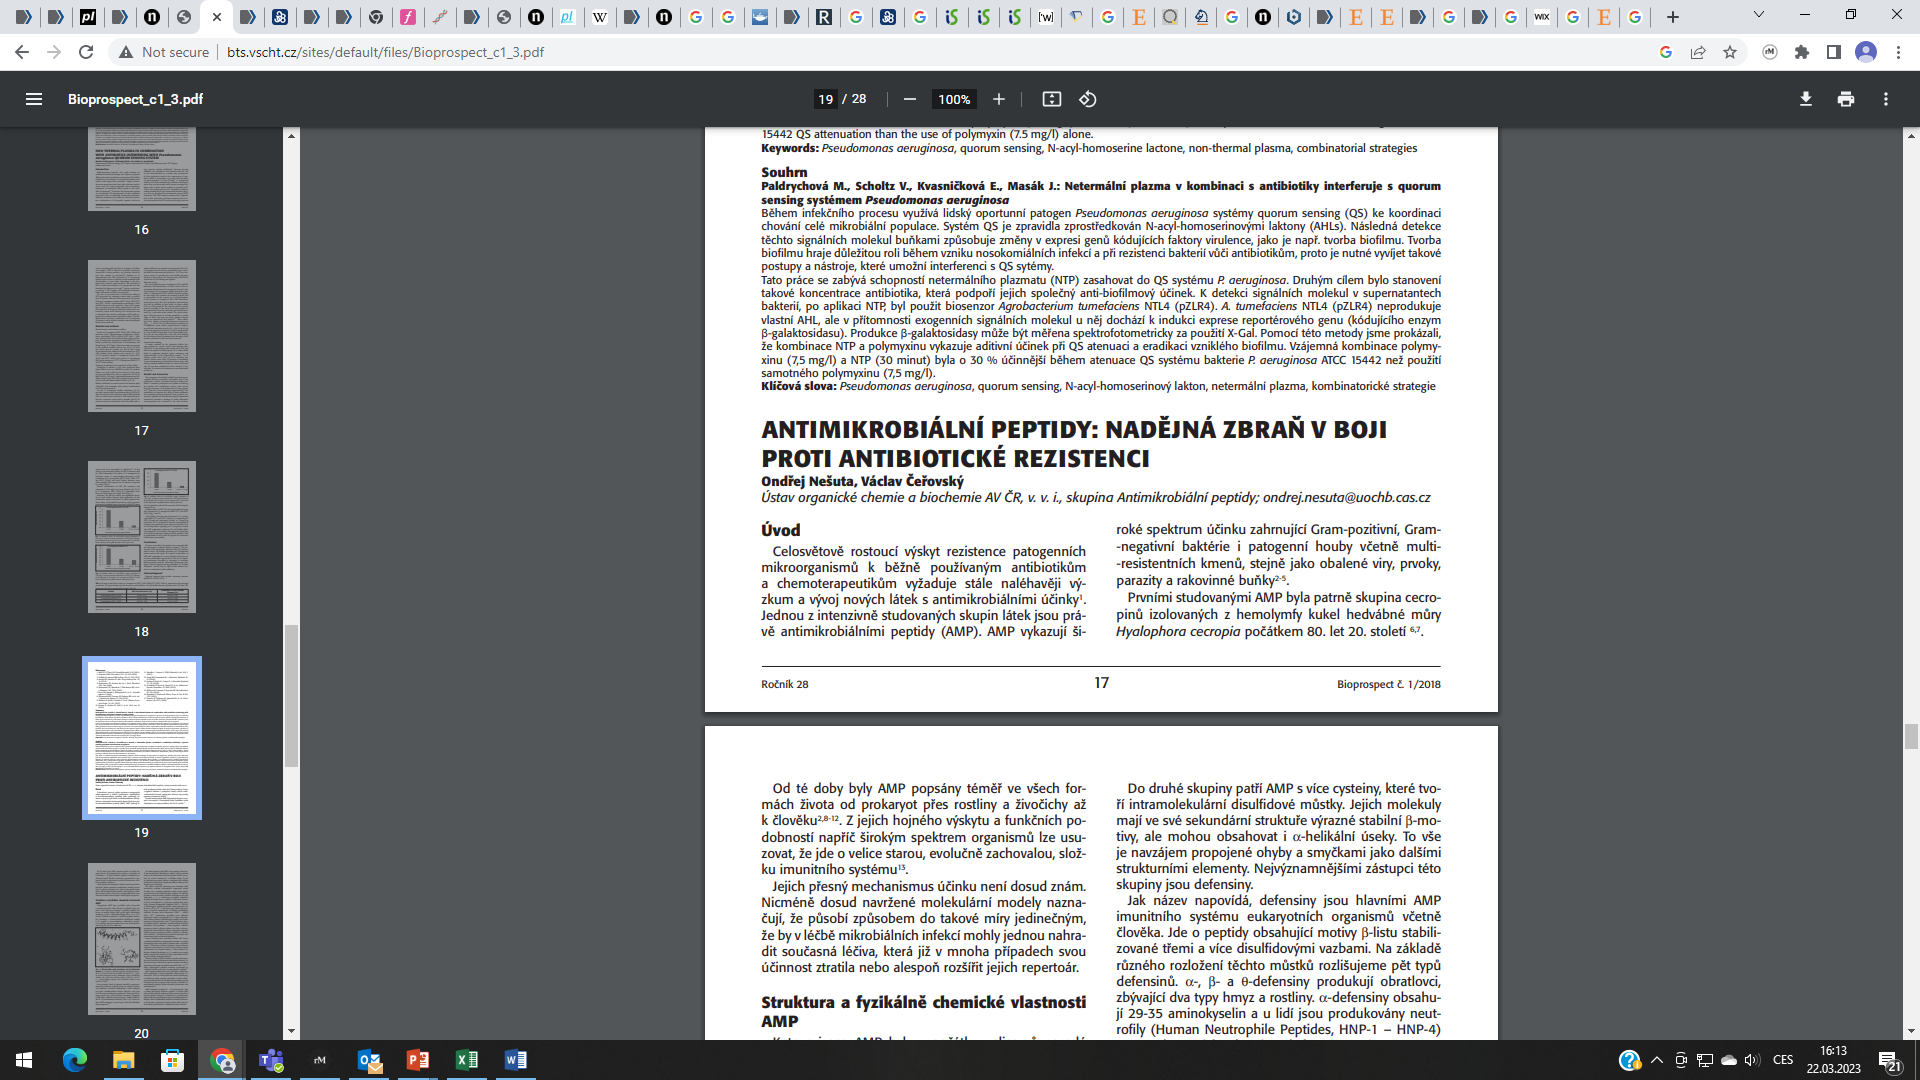 Not secure
bts.vscht.cz/sites/default/files/Bioprospect_c1_3.pdf
Bioprospect_c1_3.pdf
19 / 28
100%
16
17
18
19
20
15442 QS attenuation than the use of polymyxin (7.5 mg/l) alone.
Keywords: Pseudomonas aeruginosa, quorum sensing, N-acyl-homoserine lactone, non-thermal plasma, combinatorial strategies
Souhrn
Paldrychová M., Scholtz V., Kvasničková E., Masák J.: Netermální plazma v kombinaci s antibiotiky interferuje s quorum
sensing systémem Pseudomonas aeruginosa
Během infekčního procesu využívá lidský oportunní patogen Pseudomonas aeruginosa systémy quorum sensing (QS) ke koordinaci
chování celé mikrobiální populace. Systém QS je zpravidla zprostředkován N-acyl-homoserinovými laktony (AHLs). Následná detekce
těchto signálních molekul buňkami způsobuje změny v expresi genů kódujících faktory virulence, jako je např. tvorba biofilmu. Tvorba
biofilmu hraje důležitou roli během vzniku nosokomiálních infekcí a při rezistenci bakterií vůči antibiotikům, proto je nutné vyvíjet takové
postupy a nástroje, které umožní interferenci s QS sytémy.
Tato práce se zabývá schopností netermálního plazmatu (NTP) zasahovat do QS systému P. aeruginosa. Druhým cílem bylo stanovení
takové koncentrace antibiotika, která podpoří jejich společný anti-biofilmový účinek. K detekci signálních molekul v supernatantech
bakterií, po aplikaci NTP, byl použit biosenzor Agrobacterium tumefaciens NTL4 (pZLR4). A. tumefaciens NTL4 (pZLR4) neprodukuje
vlastní AHL, ale v přítomnosti exogenních signálních molekul u něj dochází k indukci exprese reportérového genu (kódujícího enzym
β-galaktosidasu). Produkce β-galaktosidasy může být měřena spektrofotometricky za použití X-Gal. Pomocí této metody jsme prokázali,
že kombinace NTP a polymyxinu vykazuje aditivní účinek při QS atenuaci a eradikaci vzniklého biofilmu. Vzájemná kombinace polymy-
xinu (7,5 mg/l) a NTP (30 minut) byla o 30 % účinnější během atenuace QS systému bakterie P. aeruginosa ATCC 15442 než použití
samotného polymyxinu (7,5 mg/l).
Klíčová slova: Pseudomonas aeruginosa, quorum sensing, N-acyl-homoserinový lakton, netermální plazma, kombinatorické strategie
ANTIMIKROBIÁLNÍ PEPTIDY: NADĚJNÁ ZBRAŇ V BOJI
PROTI ANTIBIOTICKÉ REZISTENCI
Ondřej Nešuta, Václav Čeřovský
Ústav organické chemie a biochemie AV ČR, v. v. i., skupina Antimikrobiální peptidy; ondrej.nesuta@uochb.cas.cz
Úvod
Celosvětově rostoucí výskyt rezistence patogenních
mikroorganismů k běžně používaným antibiotikům
a chemoterapeutikům vyžaduje stále naléhavěji vý-
zkum a vývoj nových látek s antimikrobiálními účinky¹.
Jednou z intenzivně studovaných skupin látek jsou prá-
vě antimikrobiálními peptidy (AMP). AMP vykazují ši-
roké spektrum účinku zahrnující Gram-pozitivní, Gram-
-negativní baktérie i patogenní houby včetně multi-
-resistentních kmenů, stejně jako obalené viry, prvoky,
parazity a rakovinné buňky²⁻⁵.
Prvními studovanými AMP byla patrně skupina cecro-
pinů izolovaných z hemolymfy kukel hedvábné můry
Hyalophora cecropia počátkem 80. let 20. století ⁶,⁷.
Ročník 28
17
Bioprospect č. 1/2018
Od té doby byly AMP popsány téměř ve všech for-
mách života od prokaryot přes rostliny a živočichy až
k člověku²,⁸⁻¹². Z jejich hojného výskytu a funkčních po-
dobností napříč širokým spektrem organismů lze usu-
zovat, že jde o velice starou, evolučně zachovalou, slož-
ku imunitního systému¹³.
Jejich přesný mechanismus účinku není dosud znám.
Nicméně dosud navržené molekulární modely nazna-
čují, že působí způsobem do takové míry jedinečným,
že by v léčbě mikrobiálních infekcí mohly jednou nahra-
dit současná léčiva, která již v mnoha případech svou
účinnost ztratila nebo alespoň rozšířit jejich repertoár.
Struktura a fyzikálně chemické vlastnosti
AMP
Do druhé skupiny patří AMP s více cysteiny, které tvo-
ří intramolekulární disulfidové můstky. Jejich molekuly
mají ve své sekundární struktuře výrazné stabilní β-mo-
tivy, ale mohou obsahovat i α-helikální úseky. To vše
je navzájem propojené ohyby a smyčkami jako dalšími
strukturními elementy. Nejvýznamnějšími zástupci této
skupiny jsou defensiny.
Jak název napovídá, defensiny jsou hlavními AMP
imunitního systému eukaryotních organismů včetně
člověka. Jde o peptidy obsahující motivy β-listu stabili-
zované třemi a více disulfidovými vazbami. Na základě
různého rozložení těchto můstků rozlišujeme pět typů
defensinů. α-, β- a θ-defensiny produkují obratlovci,
zbývající dva typy hmyz a rostliny. α-defensiny obsahu-
jí 29-35 aminokyselin a u lidí jsou produkovány neut-
rofily (Human Neutrophile Peptides, HNP-1 – HNP-4)
CES
16:13
22.03.2023
21